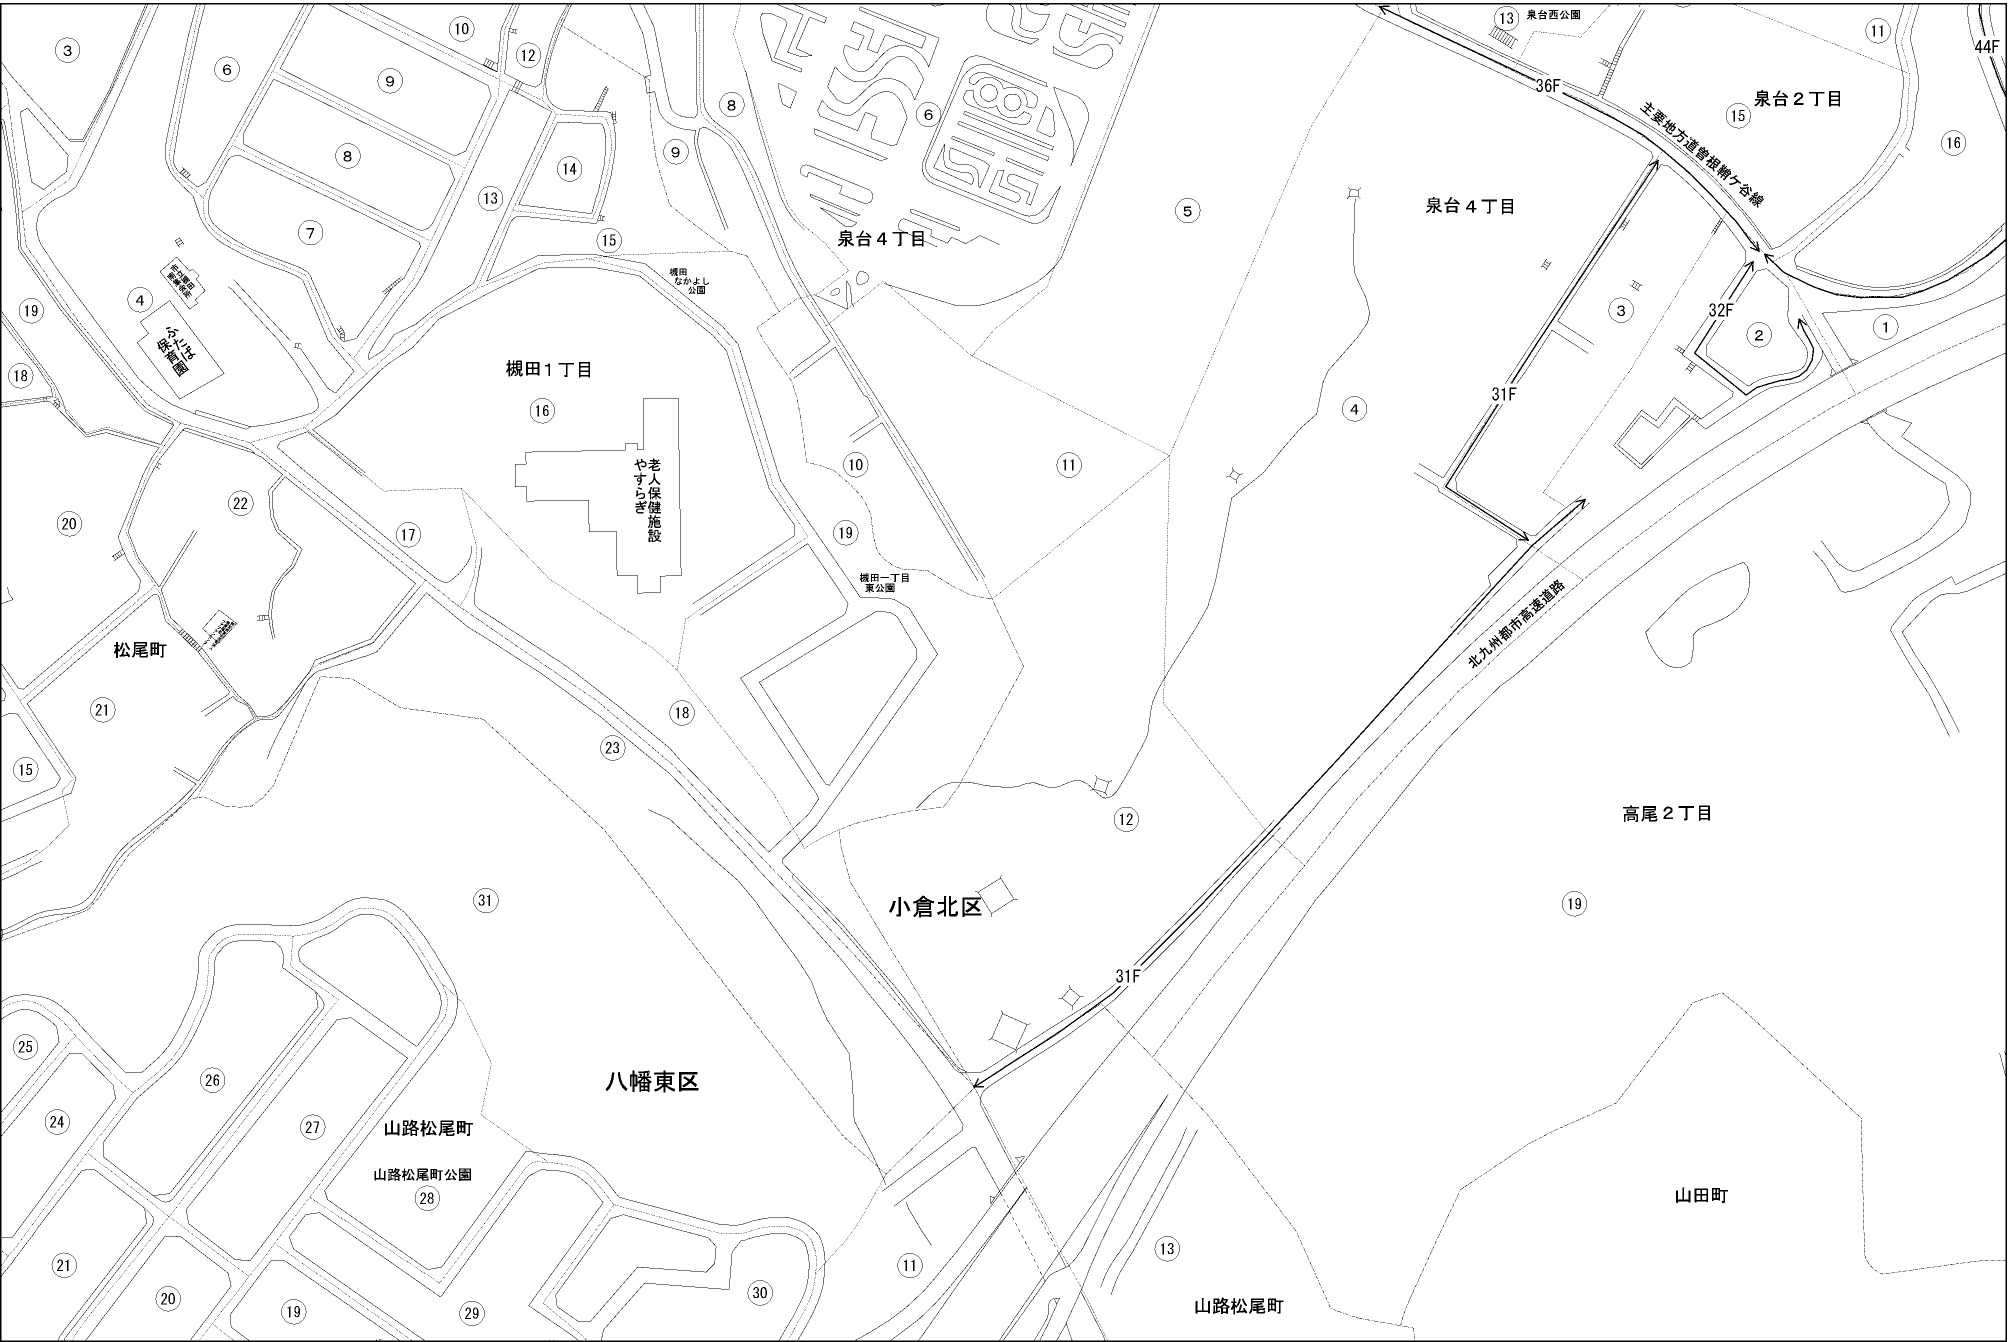 3
6
10
12
9
8
6
13
泉台西公園
11
44F
36F
泉台２丁目
15
16
主要地方道曽根鞘ケ谷線
8
14
9
13
7
15
泉台４丁目
5
泉台４丁目
槻田
なかよし
公園
4
19
ふたば
保育園
18
槻田１丁目
16
3
32F
2
1
31F
4
老人保健施設
やすらぎ
10
11
22
20
17
19
槻田一丁目
東公園
北九州都市高速道路
松尾町
21
18
23
15
12
高尾２丁目
31
小倉北区
19
31F
25
26
八幡東区
24
27
山路松尾町
山路松尾町公園
28
山田町
21
11
13
20
19
29
30
山路松尾町